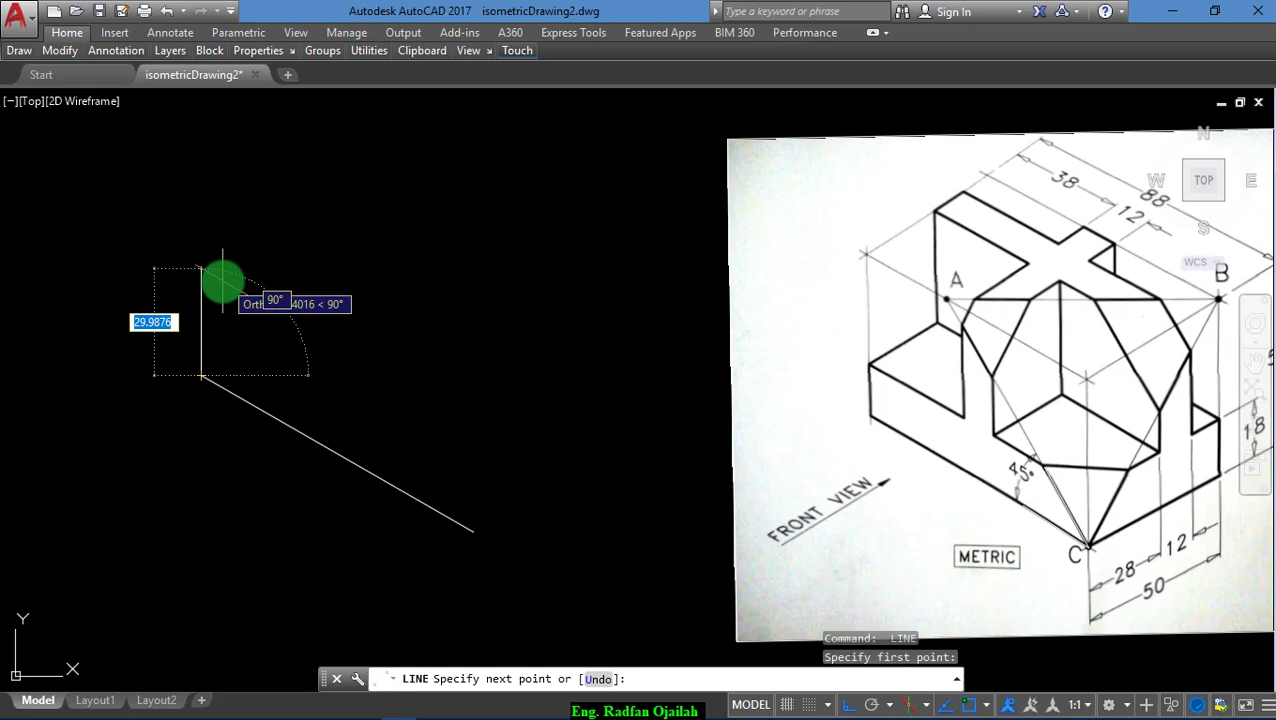 Autodesk AutoCAD 2017 isometricDrawing2.dwg
Type a keyword or phrase
Sign In
Home Insert Annotate Parametric View Manage Output Add-ins A360 Express Tools Featured Apps BIM 360 Performance
Draw Modify Annotation Layers Block Properties Groups Utilities Clipboard View Touch
Start isometricDrawing2*
[−][Top][2D Wireframe]
N
W TOP E
S
WCS
38
88
12
A
B
90°
4016 < 90°
29.9876
18
45°
FRONT VIEW
METRIC
C
12
28
50
Y
X
Command: LINE
Specify first point:
LINE Specify next point or [Undo]:
Model Layout1 Layout2
MODEL
1:1
Eng. Radfan Ojailah